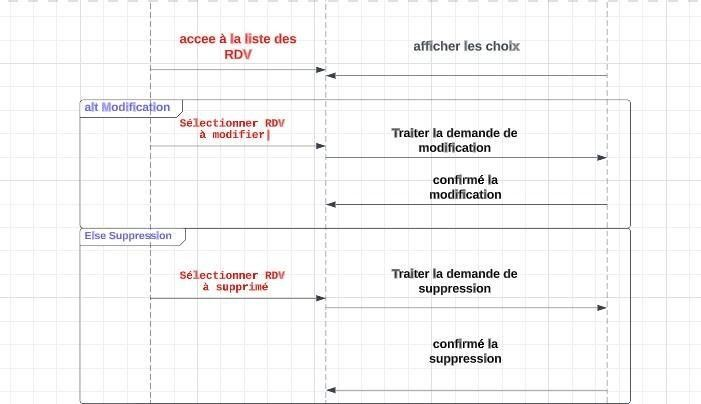 accee à la liste des
RDV
afficher les choix
alt Modification
Sélectionner RDV
à modifier
Traiter la demande de
modification
confirmé la
modification
Else Suppression
Sélectionner RDV
à supprimé
Traiter la demande de
suppression
confirmé la
suppression